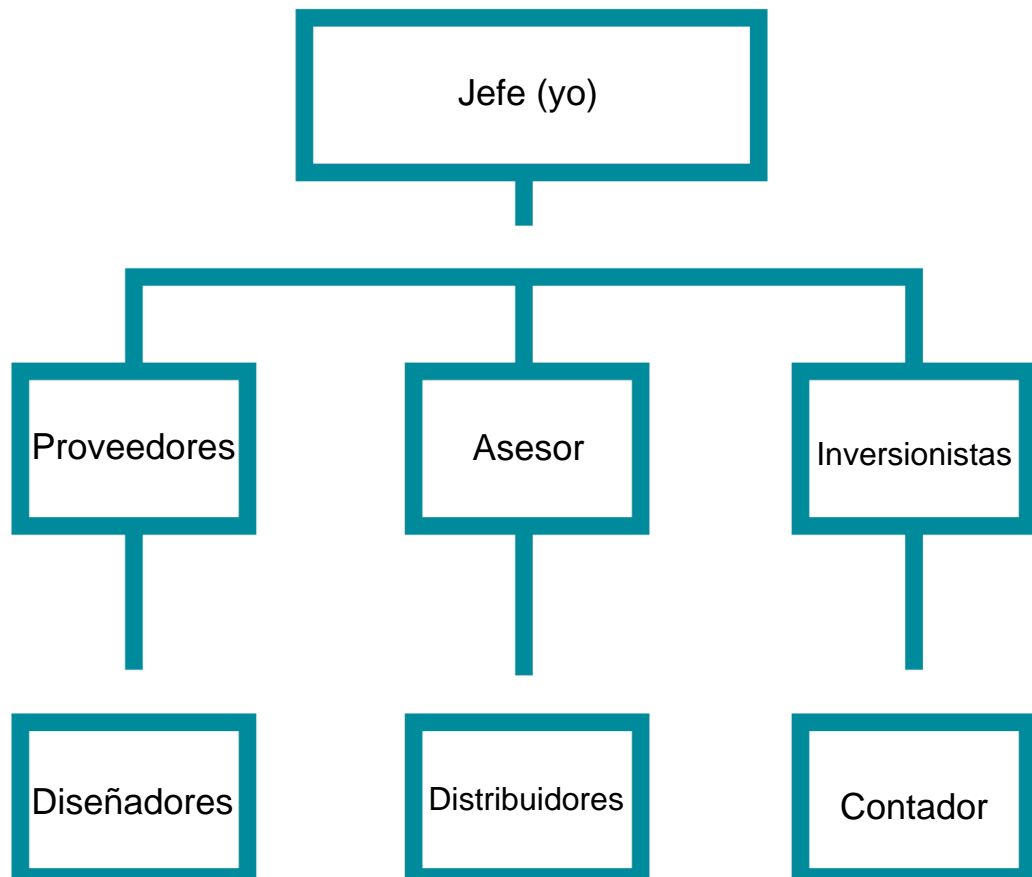 Jefe (yo)
Proveedores
Asesor
Inversionistas
Diseñadores
Distribuidores
Contador